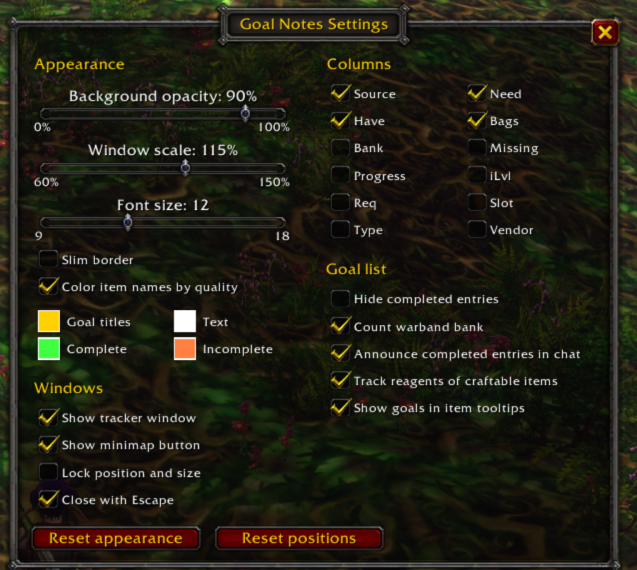 Goal Notes Settings
Appearance
Background opacity: 90%
0% 100%
Window scale: 115%
60% 150%
Font size: 12
9 18
Slim border
Color item names by quality
Goal titles Text
Complete Incomplete
Windows
Show tracker window
Show minimap button
Lock position and size
Close with Escape
Reset appearance Reset positions
Columns
Source Need
Have Bags
Bank Missing
Progress iLvl
Req Slot
Type Vendor
Goal list
Hide completed entries
Count warband bank
Announce completed entries in chat
Track reagents of craftable items
Show goals in item tooltips